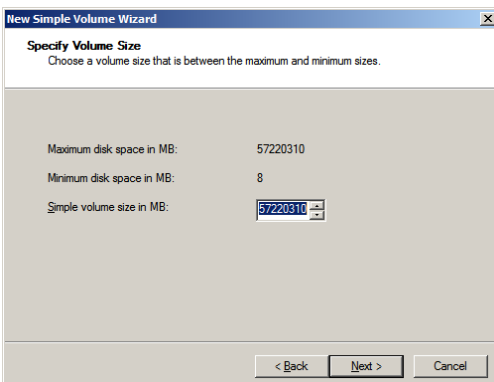 New Simple Volume Wizard
Specify Volume Size
Choose a volume size that is between the maximum and minimum sizes.
Maximum disk space in MB: 57220310
Minimum disk space in MB: 8
Simple volume size in MB: 57220310
< Back Next > Cancel